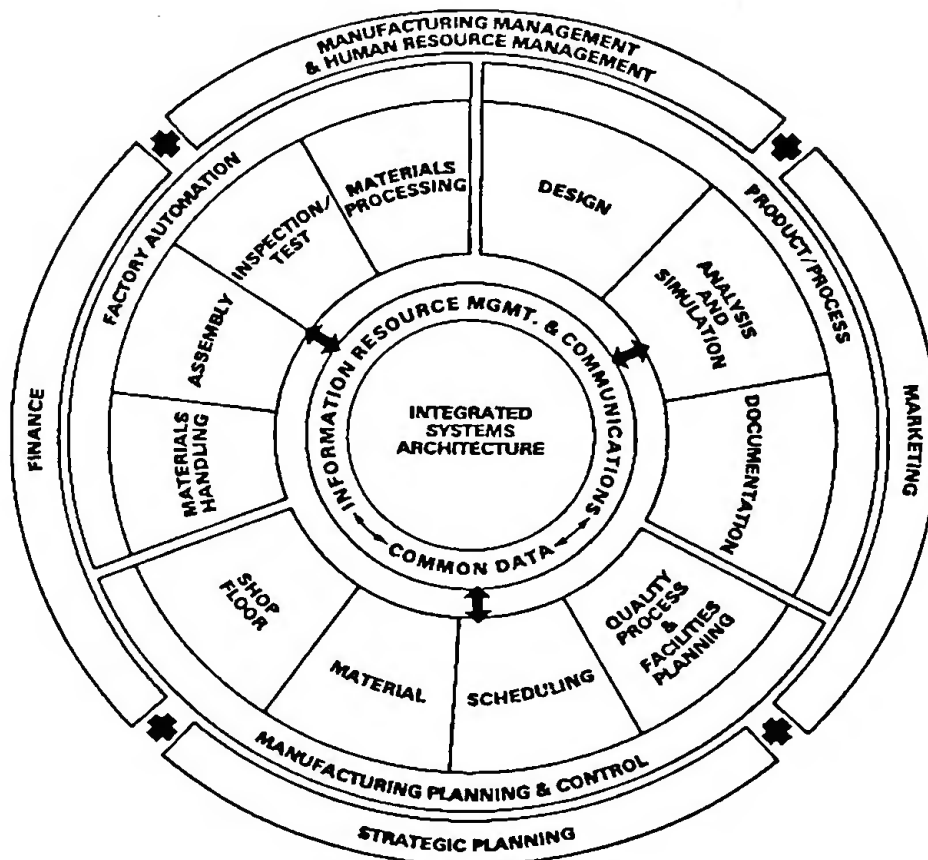 MANUFACTURING MANAGEMENT
& HUMAN RESOURCE MANAGEMENT
FACTORY AUTOMATION
PRODUCT/PROCESS
MATERIALS
PROCESSING
DESIGN
INSPECTION/
TEST
ANALYSIS
AND
SIMULATION
ASSEMBLY
INFORMATION RESOURCE MGMT. & COMMUNICATIONS
INTEGRATED
SYSTEMS
ARCHITECTURE
FINANCE
MARKETING
MATERIALS
HANDLING
DOCUMENTATION
COMMON DATA
SHOP
FLOOR
MATERIAL
SCHEDULING
QUALITY
PROCESS
&
FACILITIES
PLANNING
MANUFACTURING PLANNING & CONTROL
STRATEGIC PLANNING